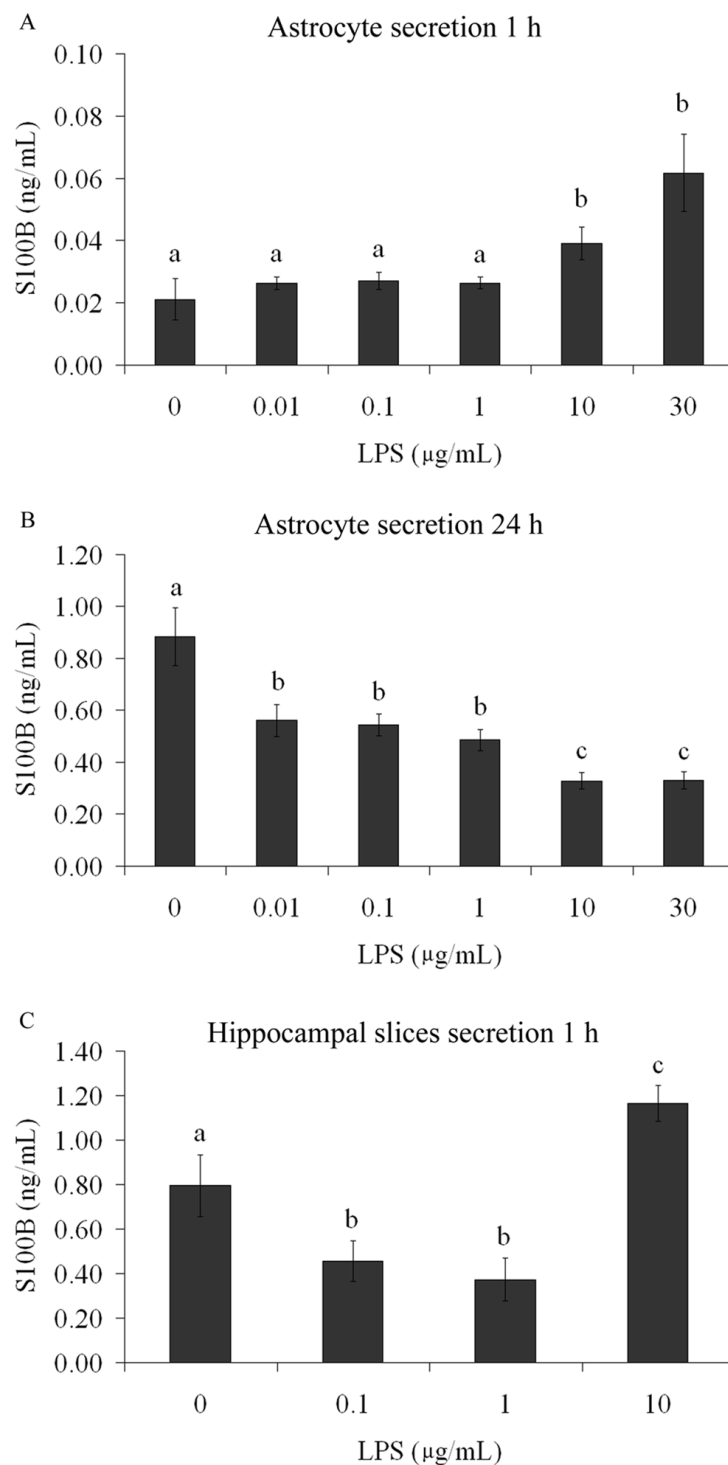 A
Astrocyte secretion 1 h
S100B (ng/mL)
0.10
0.08
0.06
0.04
0.02
0.00
a a a a b b
0 0.01 0.1 1 10 30
LPS (µg/mL)
B
Astrocyte secretion 24 h
S100B (ng/mL)
1.20
1.00
0.80
0.60
0.40
0.20
0.00
a b b b c c
0 0.01 0.1 1 10 30
LPS (µg/mL)
C
Hippocampal slices secretion 1 h
S100B (ng/mL)
1.40
1.20
1.00
0.80
0.60
0.40
0.20
0.00
a b b c
0 0.1 1 10
LPS (µg/mL)